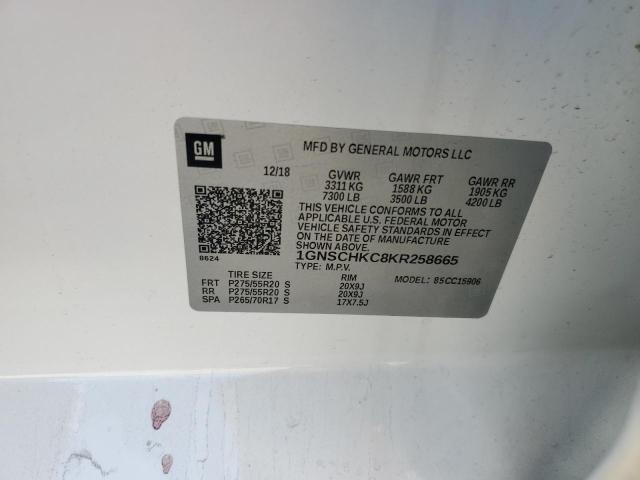 GM
MFD BY GENERAL MOTORS LLC
12/18
GVWR GAWR FRT GAWR RR
3311 KG 1588 KG 1905 KG
7300 LB 3500 LB 4200 LB
THIS VEHICLE CONFORMS TO ALL
APPLICABLE U.S. FEDERAL MOTOR
VEHICLE SAFETY STANDARDS IN EFFECT
ON THE DATE OF MANUFACTURE
SHOWN ABOVE.
8624
1GNSCHKC8KR258665
TYPE: M.P.V. MODEL: 85CC15906
TIRE SIZE RIM
FRT P275/55R20 S 20X9J
RR P275/55R20 S 20X9J
SPA P265/70R17 S 17X7.5J